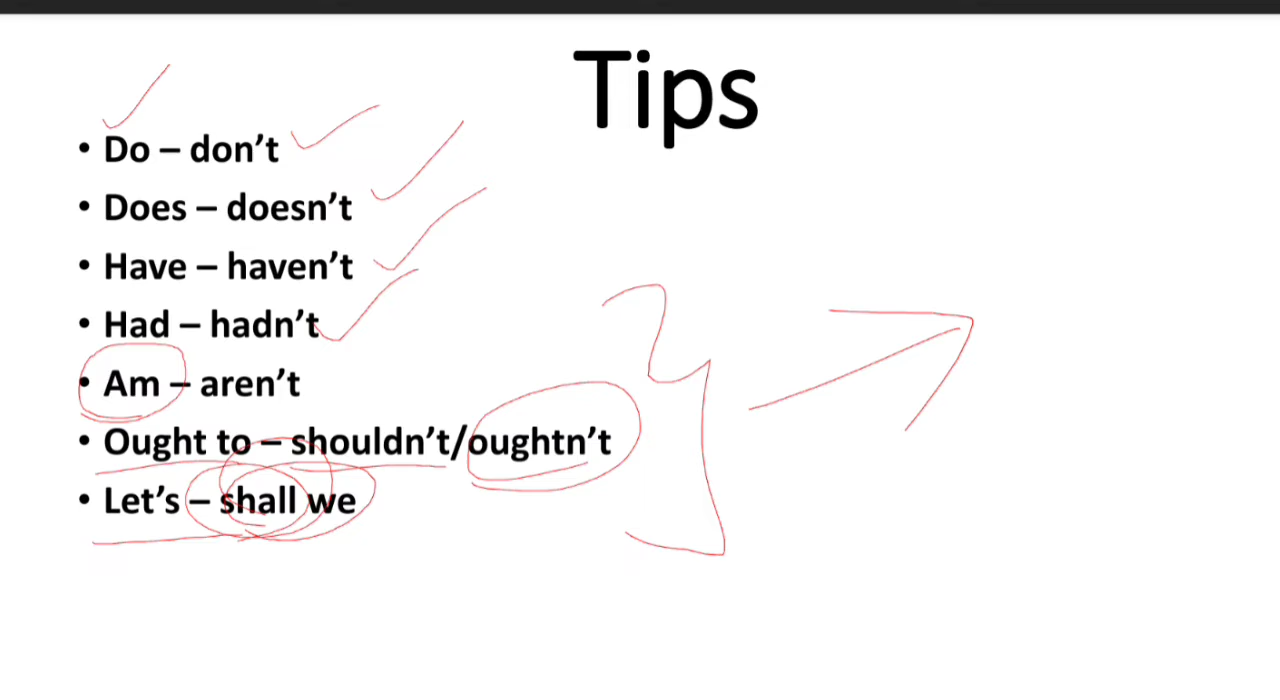 Tips
• Do – don’t
• Does – doesn’t
• Have – haven’t
• Had – hadn’t
• Am – aren’t
• Ought to – shouldn’t/oughtn’t
• Let’s – shall we